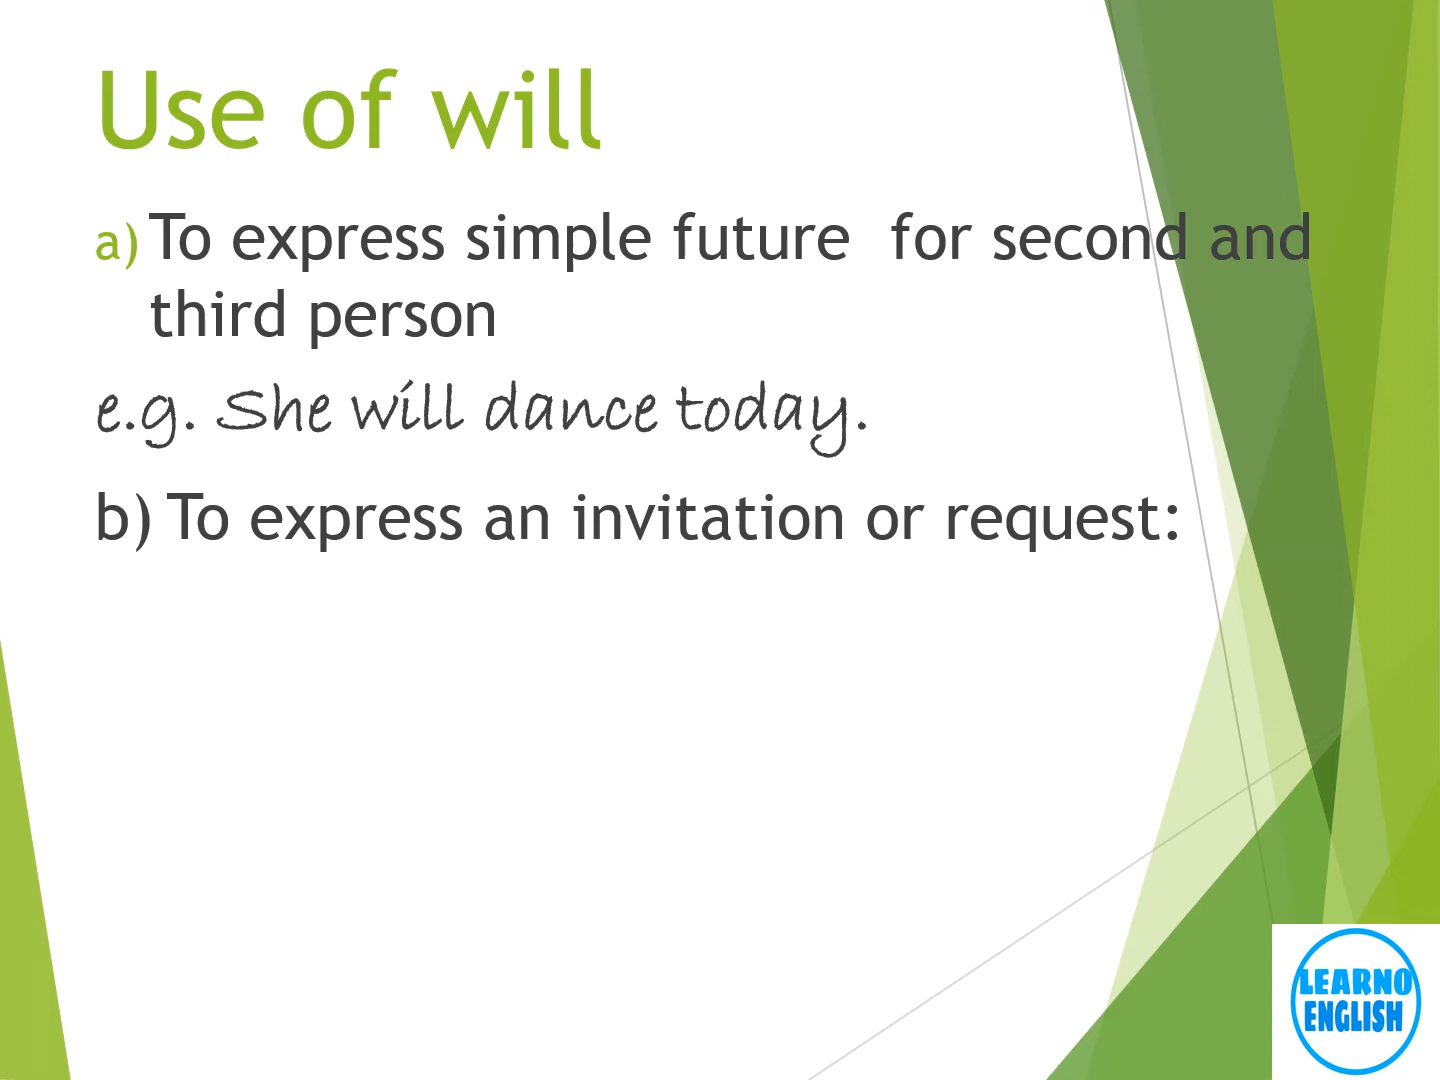 Use of will
a) To express simple future for second and
third person
e.g. She will dance today.
b) To express an invitation or request:
LEARNO
ENGLISH